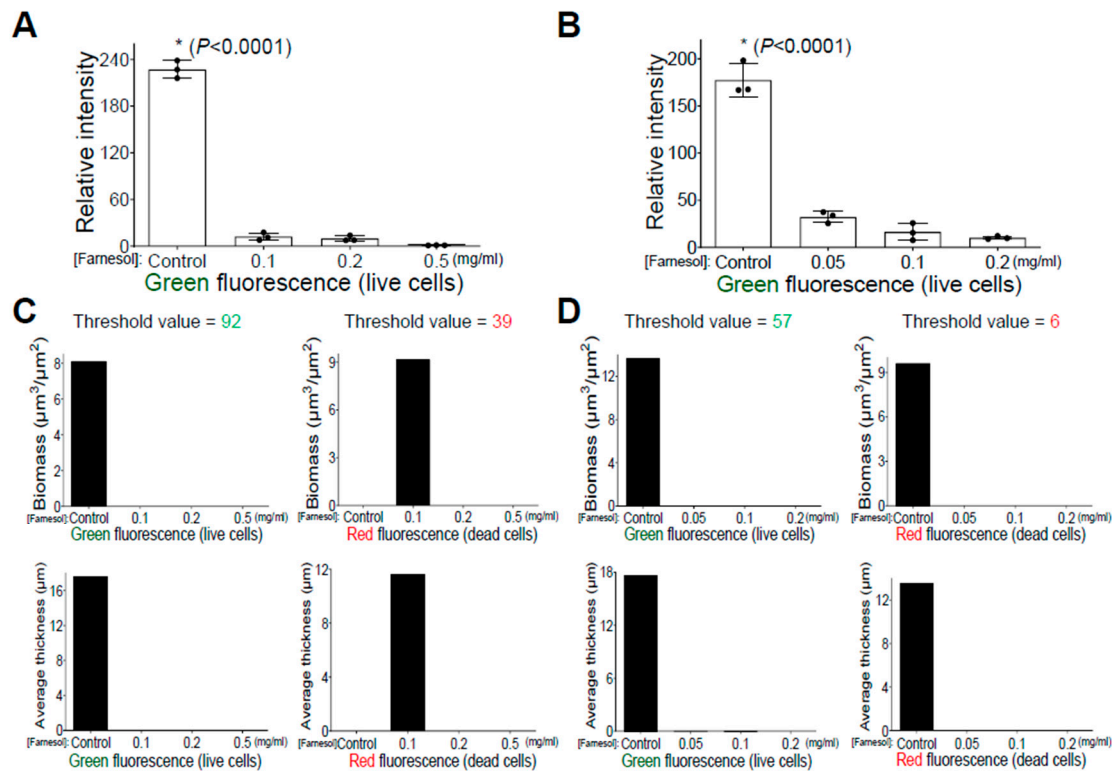 A
* (P<0.0001)
Relative intensity
240
180
120
60
0
[Farnesol]: Control 0.1 0.2 0.5 (mg/ml)
Green fluorescence (live cells)
B
* (P<0.0001)
Relative intensity
200
150
100
50
0
[Farnesol]: Control 0.05 0.1 0.2 (mg/ml)
Green fluorescence (live cells)
C
Threshold value = 92
Biomass (µm³/µm²)
8
6
4
2
0
[Farnesol]: Control 0.1 0.2 0.5 (mg/ml)
Green fluorescence (live cells)
Threshold value = 39
Biomass (µm³/µm²)
9
6
3
0
[Farnesol]: Control 0.1 0.2 0.5 (mg/ml)
Red fluorescence (dead cells)
Average thickness (µm)
16
12
8
4
0
[Farnesol]: Control 0.1 0.2 0.5 (mg/ml)
Green fluorescence (live cells)
Average thickness (µm)
12
8
4
0
[Farnesol]: Control 0.1 0.2 0.5 (mg/ml)
Red fluorescence (dead cells)
D
Threshold value = 57
Biomass (µm³/µm²)
12
9
6
3
0
[Farnesol]: Control 0.05 0.1 0.2 (mg/ml)
Green fluorescence (live cells)
Threshold value = 6
Biomass (µm³/µm²)
9
6
3
0
[Farnesol]: Control 0.05 0.1 0.2 (mg/ml)
Red fluorescence (dead cells)
Average thickness (µm)
18
12
6
0
[Farnesol]: Control 0.05 0.1 0.2 (mg/ml)
Green fluorescence (live cells)
Average thickness (µm)
12
9
6
3
0
[Farnesol]: Control 0.05 0.1 0.2 (mg/ml)
Red fluorescence (dead cells)